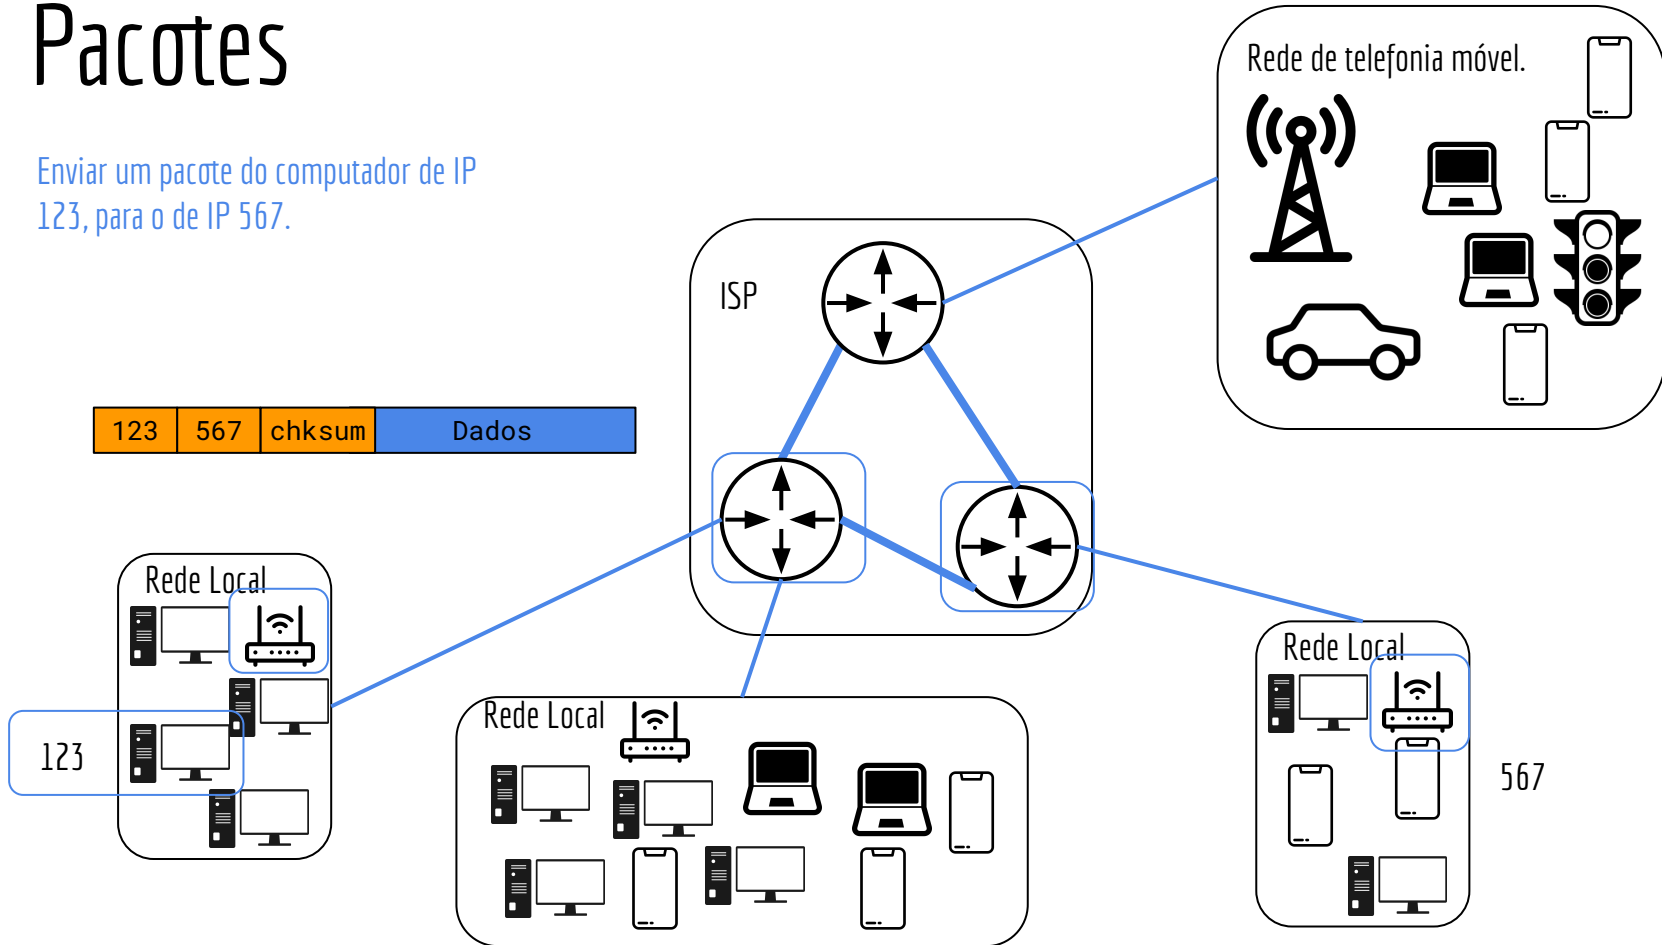 Pacotes
Enviar um pacote do computador de IP
123, para o de IP 567.
Rede de telefonia móvel.
ISP
123 567 chksum Dados
Rede Local
123
Rede Local
Rede Local
567